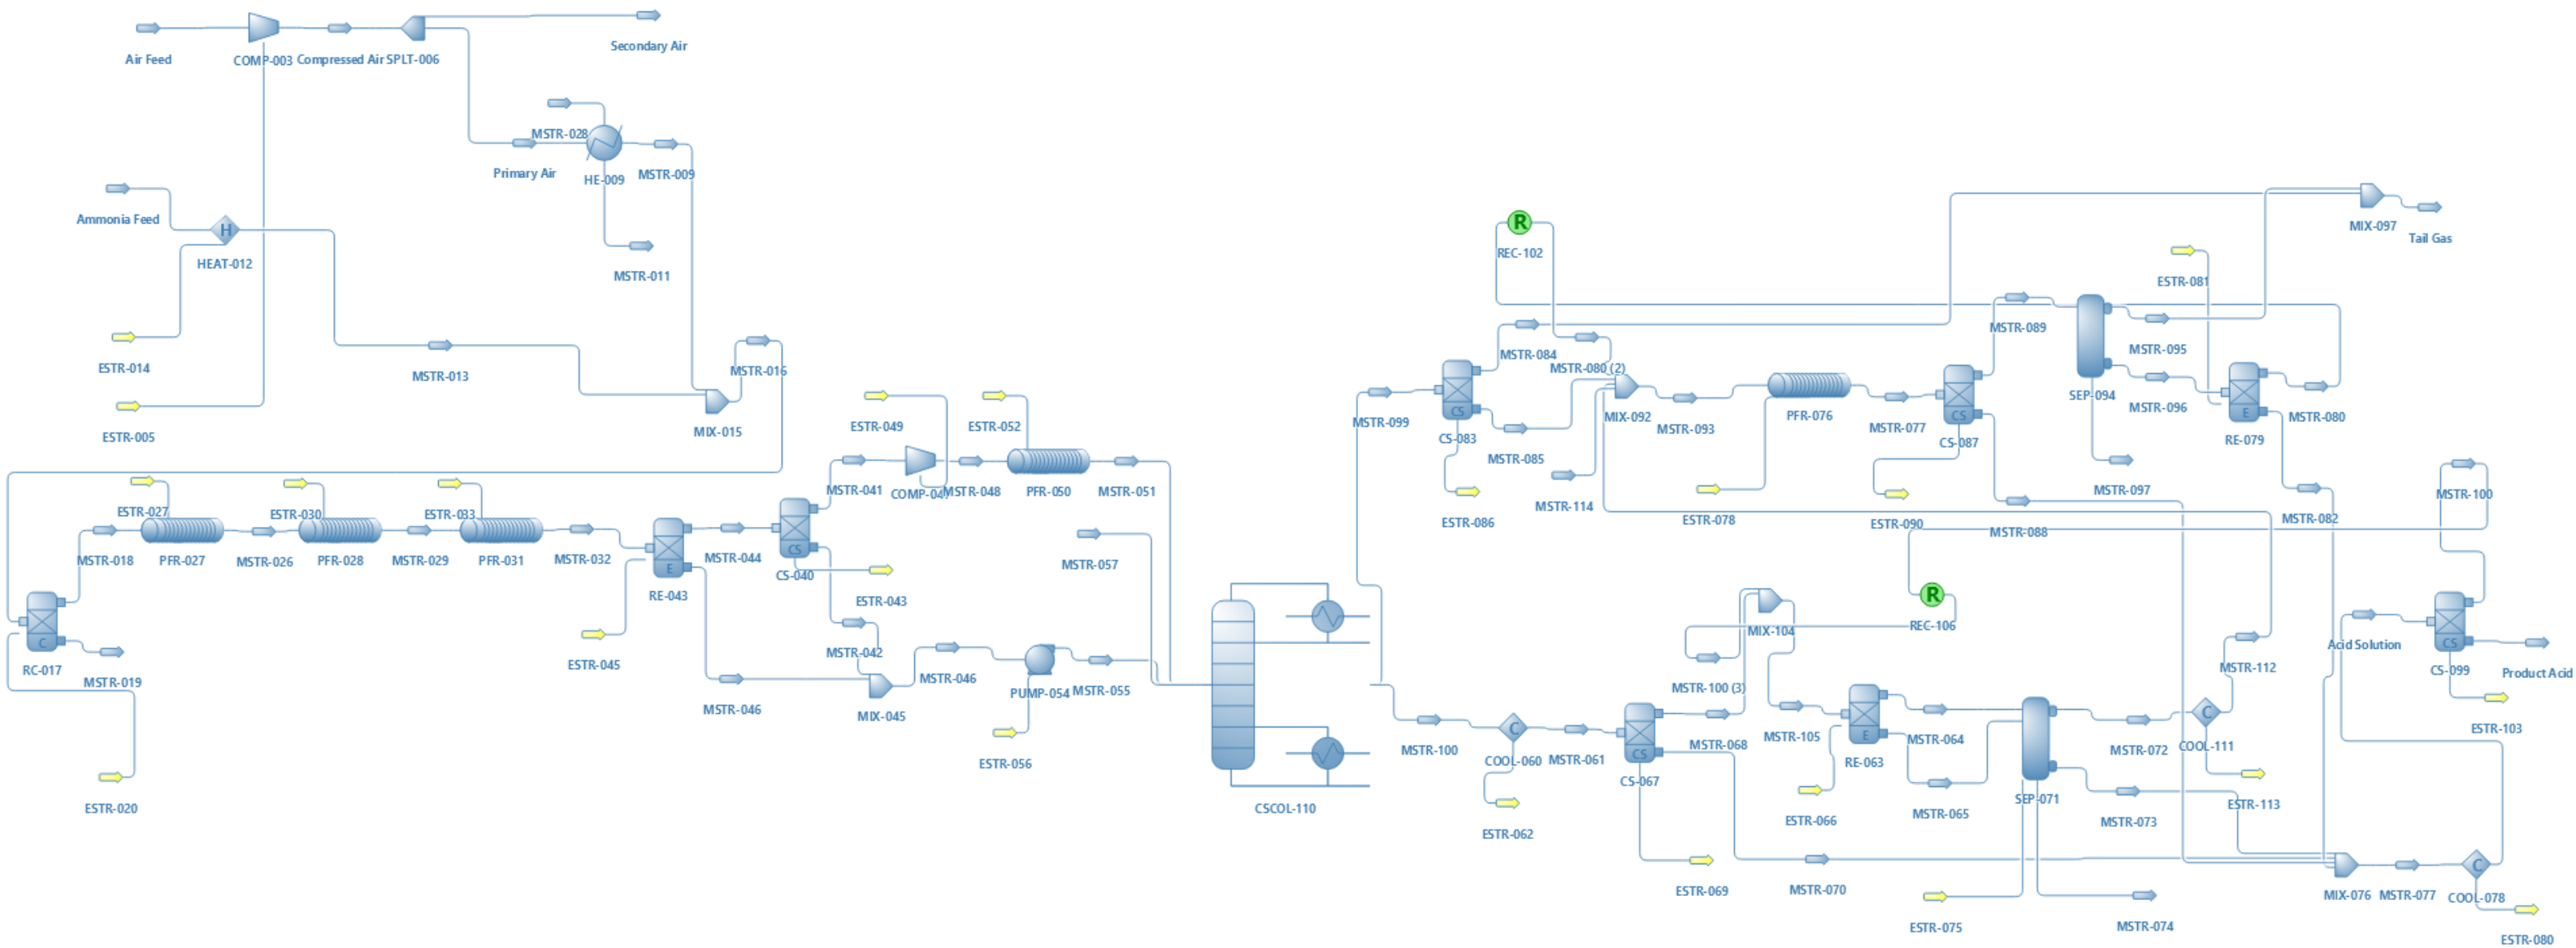 Air Feed
COMP-003
Compressed Air
SPLT-006
Secondary Air
MSTR-028
Primary Air
HE-009
MSTR-009
Ammonia Feed
HEAT-012
MSTR-011
ESTR-014
MSTR-013
MSTR-016
ESTR-005
MIX-015
R
REC-102
MIX-097
Tail Gas
ESTR-081
MSTR-089
MSTR-084
MSTR-080 (2)
MSTR-095
SEP-094
MSTR-096
MSTR-080
MIX-092
MSTR-093
PFR-076
MSTR-077
CS-087
RE-079
MSTR-099
CS-083
MSTR-085
MSTR-114
ESTR-086
ESTR-078
ESTR-090
MSTR-088
MSTR-097
MSTR-082
MSTR-100
ESTR-049
ESTR-052
MSTR-041
MSTR-048
PFR-050
MSTR-051
ESTR-027
ESTR-030
ESTR-033
MSTR-018
PFR-027
MSTR-026
PFR-028
MSTR-029
PFR-031
MSTR-032
MSTR-044
CS-040
RE-043
ESTR-043
MSTR-057
ESTR-045
MSTR-042
RC-017
MSTR-019
MSTR-046
MSTR-046
MIX-045
PUMP-054
MSTR-055
ESTR-056
ESTR-020
CSCOL-110
R
REC-106
MIX-104
MSTR-100 (3)
Acid Solution
CS-099
Product Acid
ESTR-103
MSTR-112
COOL-111
MSTR-100
COOL-060
MSTR-061
CS-067
MSTR-068
MSTR-105
RE-063
MSTR-064
MSTR-072
ESTR-062
ESTR-066
MSTR-065
SEP-071
MSTR-073
ESTR-113
ESTR-069
MSTR-070
ESTR-075
MSTR-074
MIX-076
MSTR-077
COOL-078
ESTR-080
H
C
E
CS
CS
CS
E
C
CS
E
C
CS
C